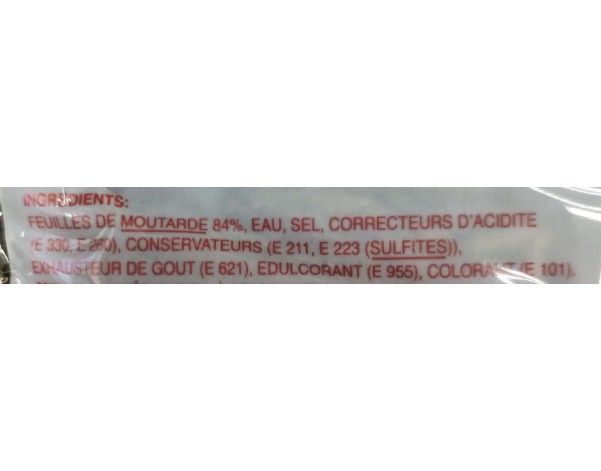 INGREDIENTS:
FEUILLES DE MOUTARDE 84%, EAU, SEL, CORRECTEURS D'ACIDITE
(E 330, E 260), CONSERVATEURS (E 211, E 223 (SULFITES)),
EXHAUSTEUR DE GOUT (E 621), EDULCORANT (E 955), COLORANT (E 101).